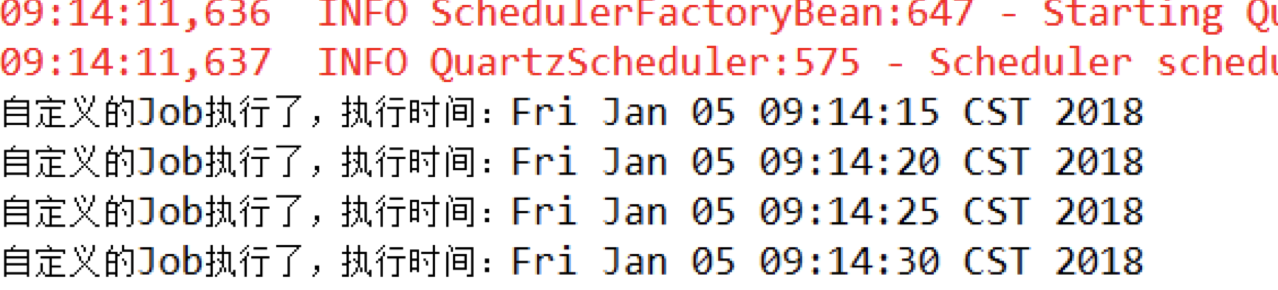 09:14:11,636  INFO SchedulerFactoryBean:647 - Starting Qu
09:14:11,637  INFO QuartzScheduler:575 - Scheduler schedu
自定义的Job执行了，执行时间：Fri Jan 05 09:14:15 CST 2018
自定义的Job执行了，执行时间：Fri Jan 05 09:14:20 CST 2018
自定义的Job执行了，执行时间：Fri Jan 05 09:14:25 CST 2018
自定义的Job执行了，执行时间：Fri Jan 05 09:14:30 CST 2018